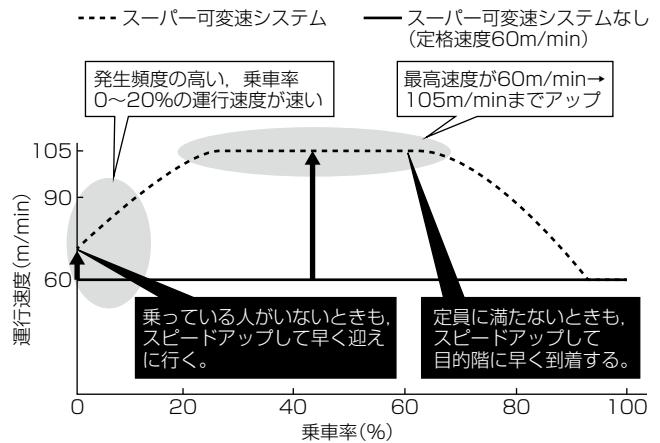 スーパー可変速システム
スーパー可変速システムなし
(定格速度60m/min)
発生頻度の高い，乗車率
0〜20%の運行速度が速い
最高速度が60m/min→
105m/minまでアップ
105
90
60
運行速度(m/min)
乗っている人がいないときも，
スピードアップして早く迎え
に行く。
定員に満たないときも，
スピードアップして
目的階に早く到着する。
0
20
40
60
80
100
乗車率(%)